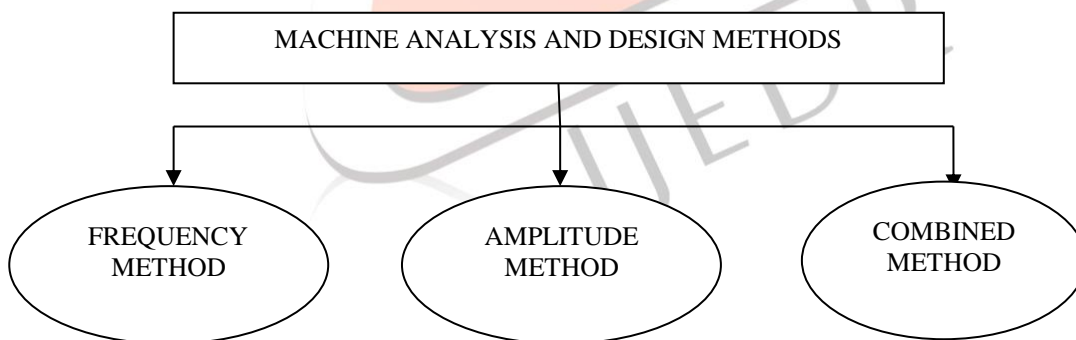 MACHINE ANALYSIS AND DESIGN METHODS
FREQUENCY
METHOD
AMPLITUDE
METHOD
COMBINED
METHOD